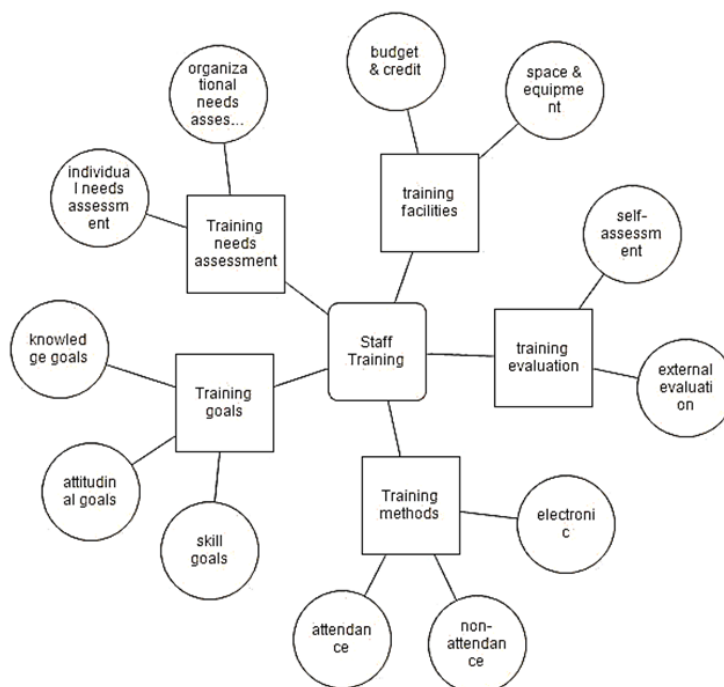 organiza
tional
needs
asses...
budget
& credit
space &
equipme
nt
individua
l needs
assessm
ent
Training
needs
assessment
training
facilities
self-
assessm
ent
knowled
ge goals
Staff
Training
training
evaluation
external
evaluati
on
Training
goals
attitudin
al goals
skill
goals
Training
methods
electroni
c
attendan
ce
non-
attendan
ce